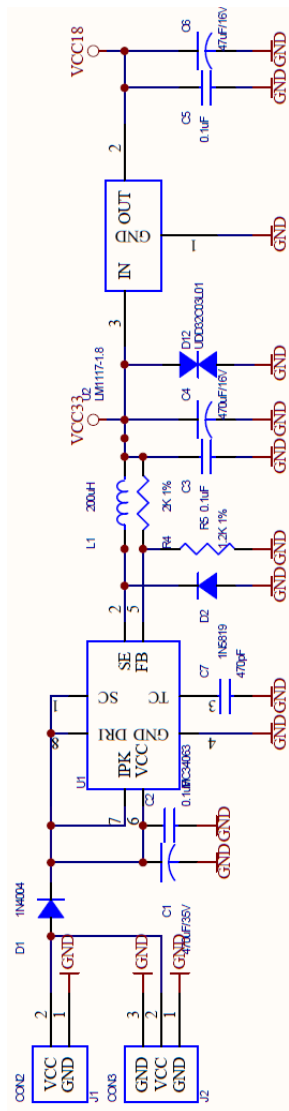 CON2
VCC
GND
J1
2
1
GND
CON3
GND
VCC
GND
J2
3
2
1
GND
GND
D1
1N4004
C1
470uF/35V
GND
C2
0.1uF
GND
U1
MC34063
IPK
VCC
DRI
GND
SC
TC
SE
FB
7
6
8
1
2
5
4
3
GND
C7
470pF
GND
D2
1N5819
GND
L1
200uH
R4
2K 1%
R5
1.2K 1%
GND
C3
0.1uF
GND
C4
470uF/16V
GND
VCC33
D12
UDD32C03L01
GND
U2
LM1117-1.8
IN
OUT
GND
3
2
1
GND
VCC18
C5
0.1uF
GND
C6
47uF/16V
GND